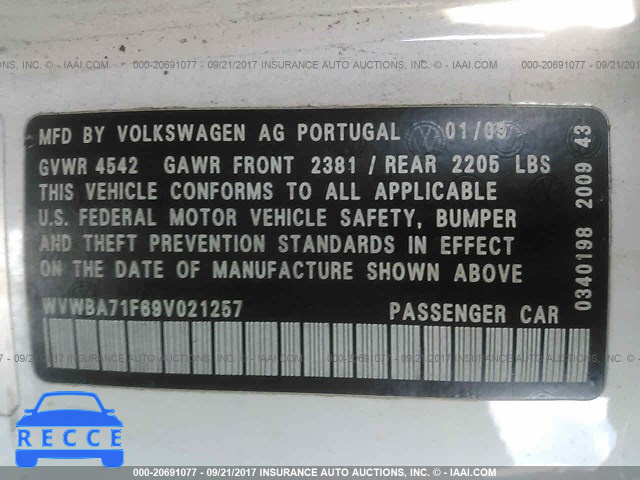 000-20691077 - 09/21/2017 INSURANCE AUTO AUCTIONS, INC. - © - IAAI.COM
MFD BY VOLKSWAGEN AG PORTUGAL 01/09
GVWR 4542 GAWR FRONT 2381 / REAR 2205 LBS
THIS VEHICLE CONFORMS TO ALL APPLICABLE
U.S. FEDERAL MOTOR VEHICLE SAFETY, BUMPER
AND THEFT PREVENTION STANDARDS IN EFFECT
ON THE DATE OF MANUFACTURE SHOWN ABOVE
WVWBA71F69V021257 PASSENGER CAR
0340198 2009 43
RECCE
000-20691077 - 09/21/2017 INSURANCE AUTO AUCTIONS, INC. - © - IAAI.COM